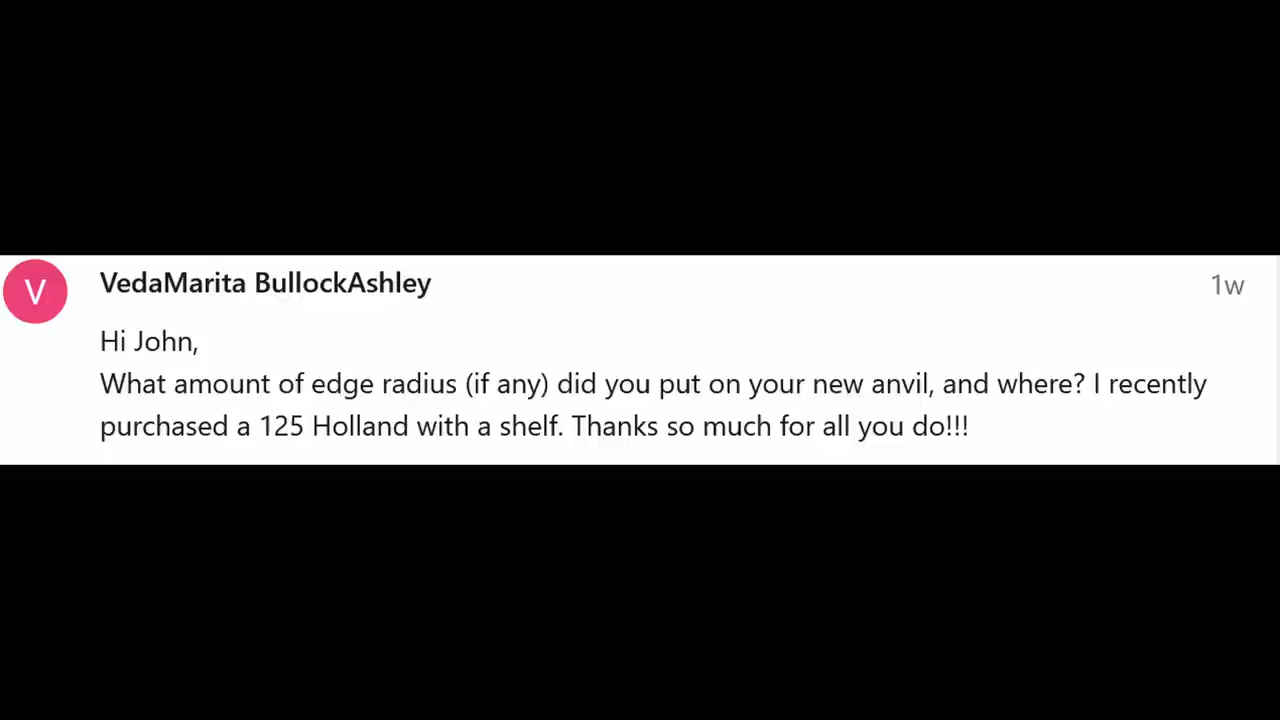 V
VedaMarita BullockAshley
1w
Hi John,
What amount of edge radius (if any) did you put on your new anvil, and where? I recently
purchased a 125 Holland with a shelf. Thanks so much for all you do!!!